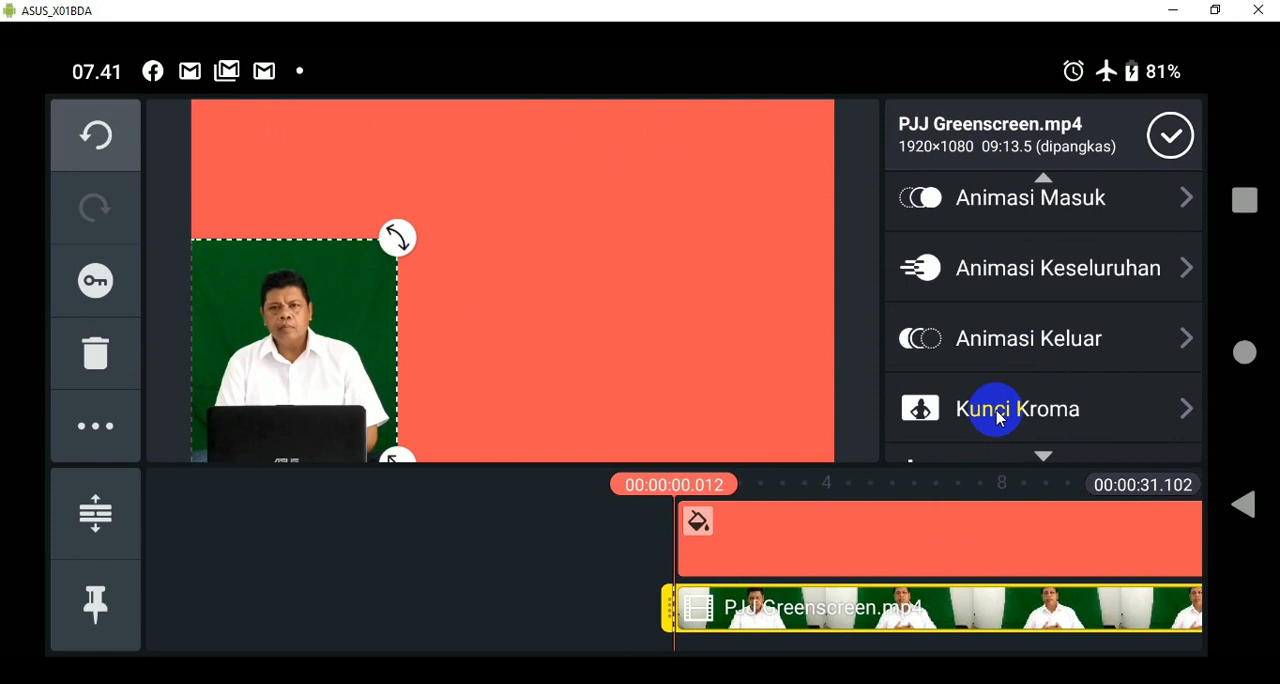 ASUS_X01BDA
07.41
81%
PJJ Greenscreen.mp4
1920×1080 09:13.5 (dipangkas)
Animasi Masuk
Animasi Keseluruhan
Animasi Keluar
Kunci Kroma
ASUS
00:00:00.012
4
8
00:00:31.102
PJJ Greenscreen.mp4